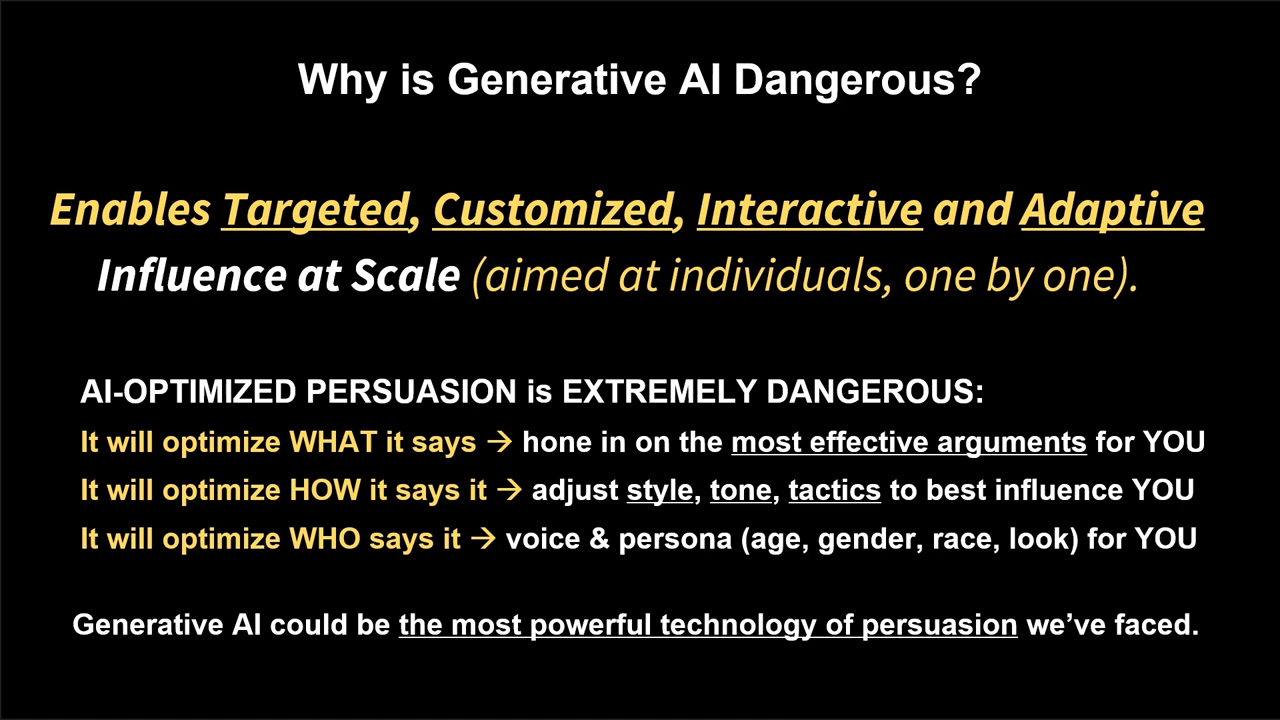 Why is Generative AI Dangerous?
Enables Targeted, Customized, Interactive and Adaptive
Influence at Scale (aimed at individuals, one by one).
AI-OPTIMIZED PERSUASION is EXTREMELY DANGEROUS:
It will optimize WHAT it says → hone in on the most effective arguments for YOU
It will optimize HOW it says it → adjust style, tone, tactics to best influence YOU
It will optimize WHO says it → voice & persona (age, gender, race, look) for YOU
Generative AI could be the most powerful technology of persuasion we’ve faced.